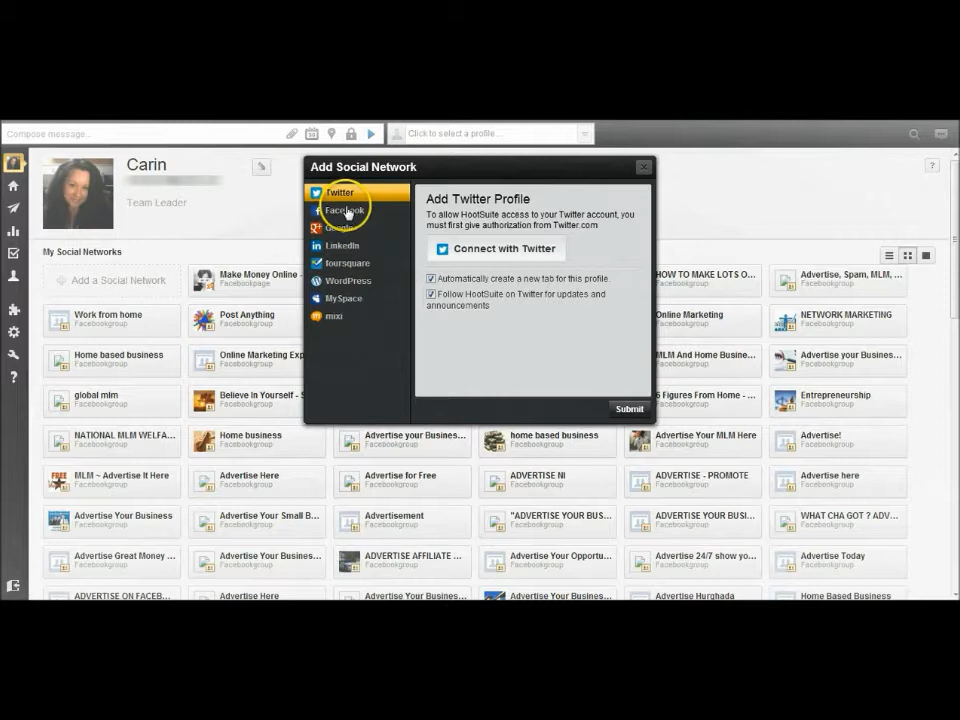 Compose message...
Click to select a profile...
Carin
Team Leader
?
My Social Networks
Add Social Network
Twitter
Facebook
LinkedIn
foursquare
WordPress
MySpace
mixi
Add Twitter Profile
To allow HootSuite access to your Twitter account, you
must first give authorization from Twitter.com
Connect with Twitter
Automatically create a new tab for this profile.
Follow HootSuite on Twitter for updates and
announcements
Submit
Add a Social Network
Make Money Online -
Facebookpage
HOW TO MAKE LOTS O...
Facebookgroup
Advertise, Spam, MLM, ...
Facebookgroup
Work from home
Facebookgroup
Post Anything
Facebookgroup
Online Marketing
Facebookgroup
NETWORK MARKETING
Facebookgroup
Home based business
Facebookgroup
Online Marketing Exp
Facebookgroup
MLM And Home Busine...
Facebookgroup
Advertise your Busines...
Facebookgroup
global mlm
Facebookgroup
Believe In Yourself - S
Facebookgroup
6 Figures From Home - ...
Facebookgroup
Entrepreneurship
Facebookgroup
NATIONAL MLM WELFA...
Facebookgroup
Home business
Facebookgroup
Advertise your Busines...
Facebookgroup
home based business
Facebookgroup
Advertise Your MLM Here
Facebookgroup
Advertise!
Facebookgroup
MLM ~ Advertise It Here
Facebookgroup
Advertise Here
Facebookgroup
Advertise for Free
Facebookgroup
ADVERTISE NI
Facebookgroup
ADVERTISE - PROMOTE
Facebookgroup
Advertise here
Facebookgroup
Advertise Your Business
Facebookgroup
Advertise Your Small B...
Facebookgroup
Advertisement
Facebookgroup
"ADVERTISE YOUR BUS...
Facebookgroup
ADVERTISE YOUR BUSI...
Facebookgroup
WHAT CHA GOT ? ADV...
Facebookgroup
Advertise Great Money ...
Facebookgroup
Advertise Your Busines...
Facebookgroup
ADVERTISE AFFILIATE ...
Facebookgroup
Advertise Your Opportu...
Facebookgroup
Advertise 24/7 show yo...
Facebookgroup
Advertise Today
Facebookgroup
ADVERTISE ON FACEB...
Advertise Here
Advertise Your Busines...
Advertise Your Busines...
Advertise Hurghada
Home Based Business
?